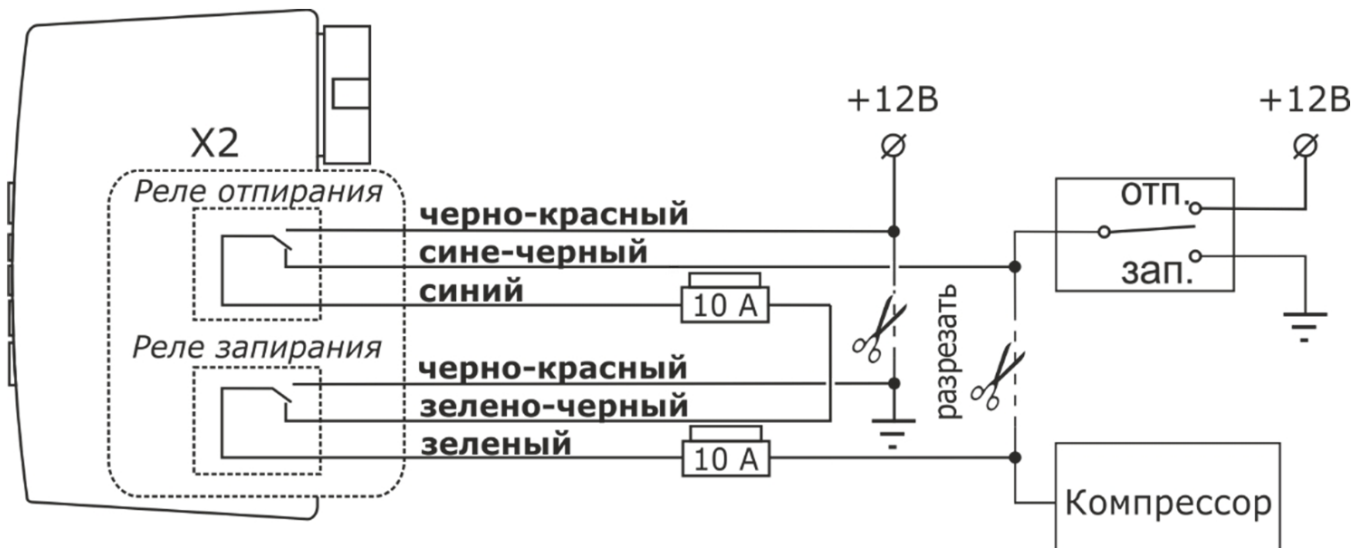 +12В
+12В
X2
Реле отпирания
черно-красный
сине-черный
синий
10 А
отп.
зап.
разрезать
Реле запирания
черно-красный
зелено-черный
зеленый
10 А
Компрессор